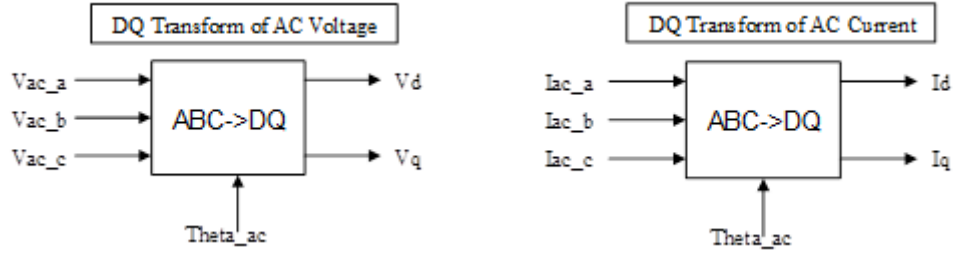 DQ Transform of AC Voltage
Vac_a
Vac_b
Vac_c
ABC->DQ
Vd
Vq
Theta_ac
DQ Transform of AC Current
Iac_a
Iac_b
Iac_c
ABC->DQ
Id
Iq
Theta_ac